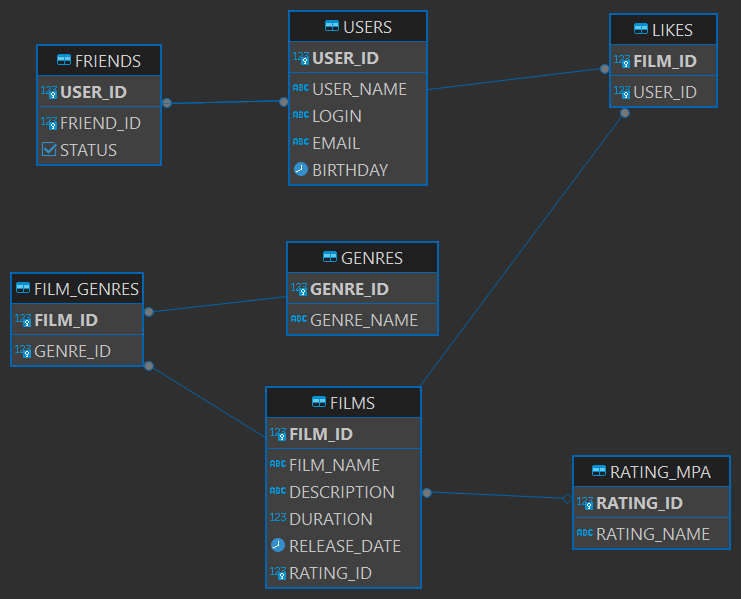 FRIENDS
USER_ID
FRIEND_ID
STATUS
USERS
USER_ID
USER_NAME
LOGIN
EMAIL
BIRTHDAY
LIKES
FILM_ID
USER_ID
FILM_GENRES
FILM_ID
GENRE_ID
GENRES
GENRE_ID
GENRE_NAME
FILMS
FILM_ID
FILM_NAME
DESCRIPTION
DURATION
RELEASE_DATE
RATING_ID
RATING_MPA
RATING_ID
RATING_NAME